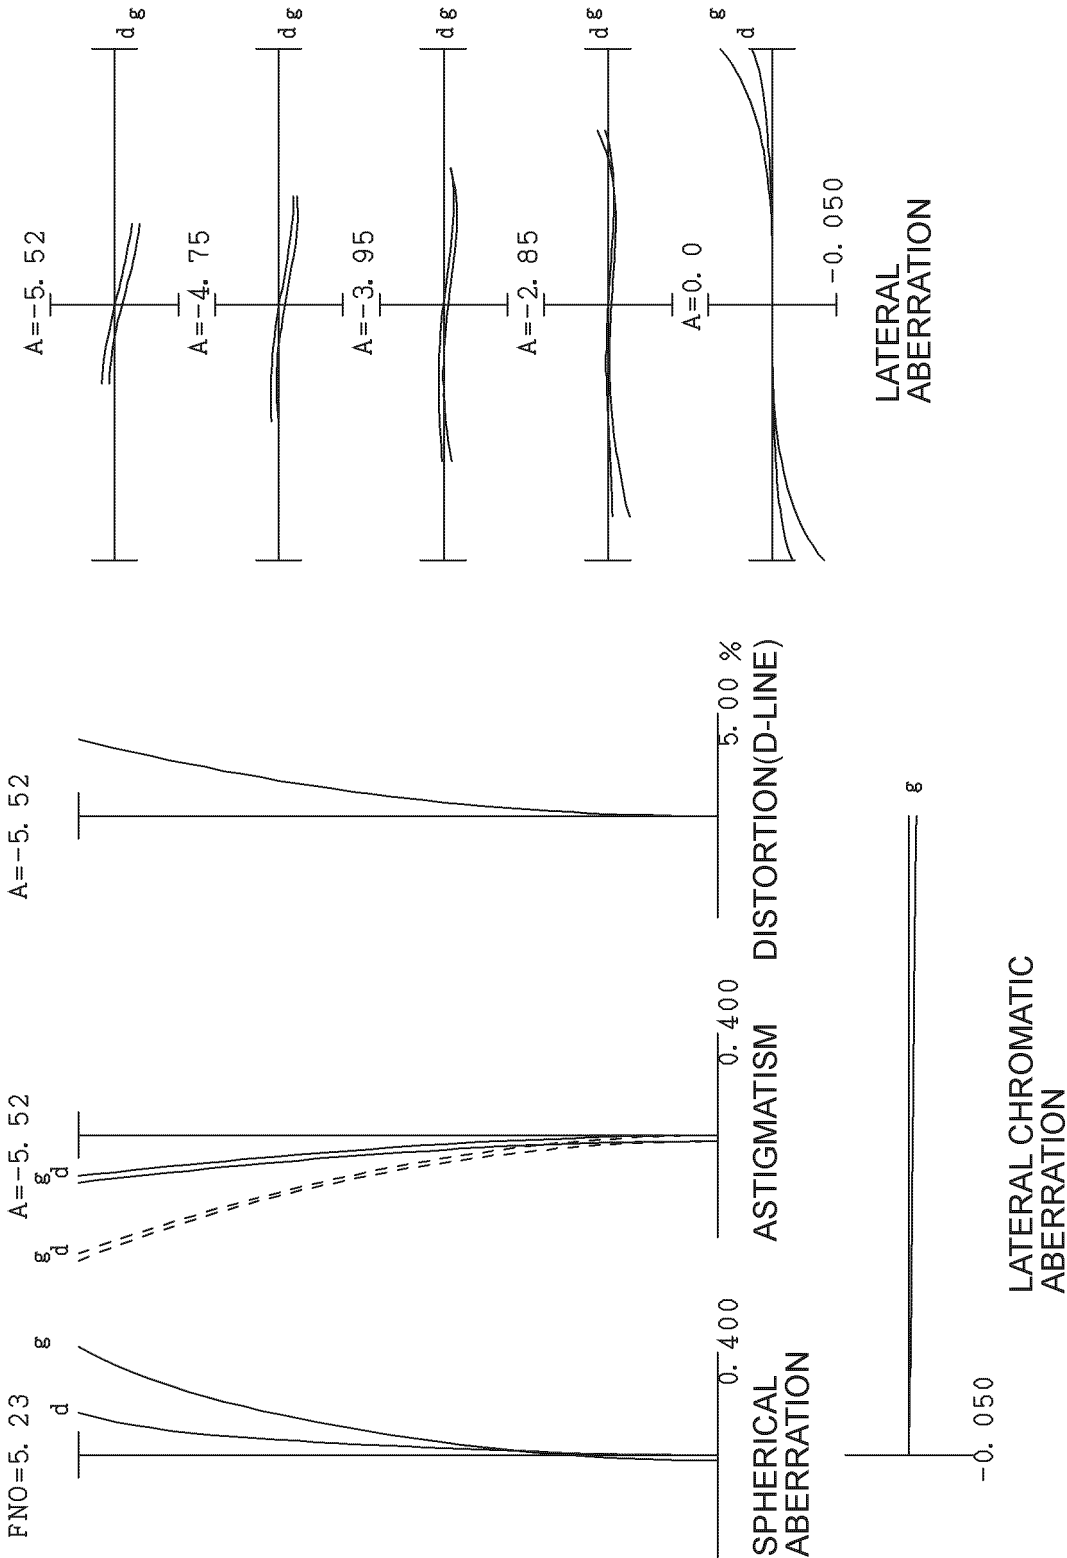 FNO=5. 23
d
g
0. 400
SPHERICAL
ABERRATION
A=-5. 52
g
d
g
d
0. 400
ASTIGMATISM
A=-5. 52
5. 00 %
DISTORTION(D-LINE)
-0. 050
g
LATERAL CHROMATIC
ABERRATION
A=-5. 52
d g
A=-4. 75
d g
A=-3. 95
d g
A=-2. 85
d g
A=0. 0
g
d
-0. 050
LATERAL
ABERRATION